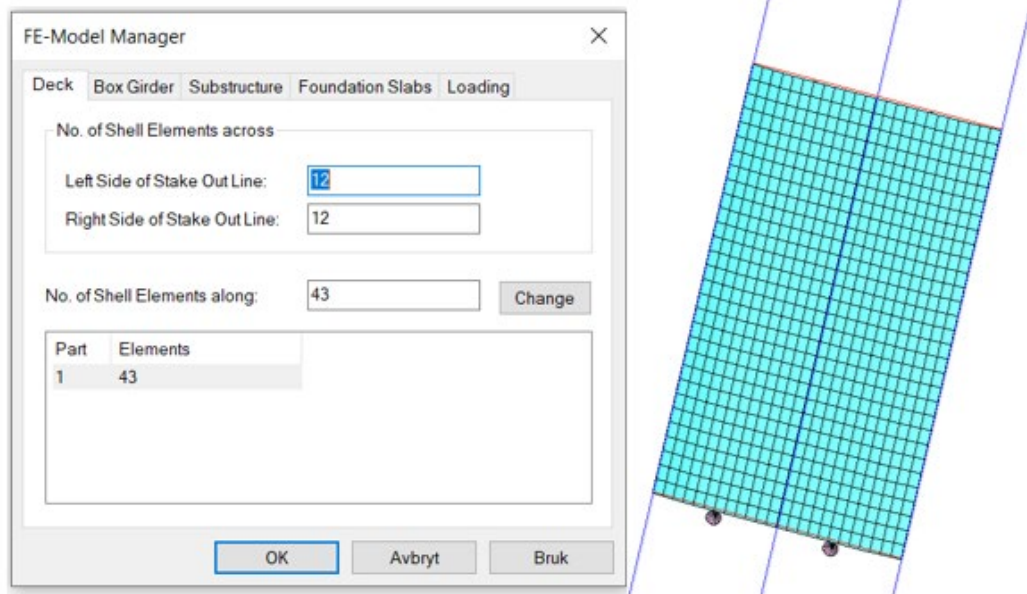 FE-Model Manager
Deck Box Girder Substructure Foundation Slabs Loading
No. of Shell Elements across
Left Side of Stake Out Line: 12
Right Side of Stake Out Line: 12
No. of Shell Elements along: 43 Change
Part Elements
1 43
OK Avbryt Bruk